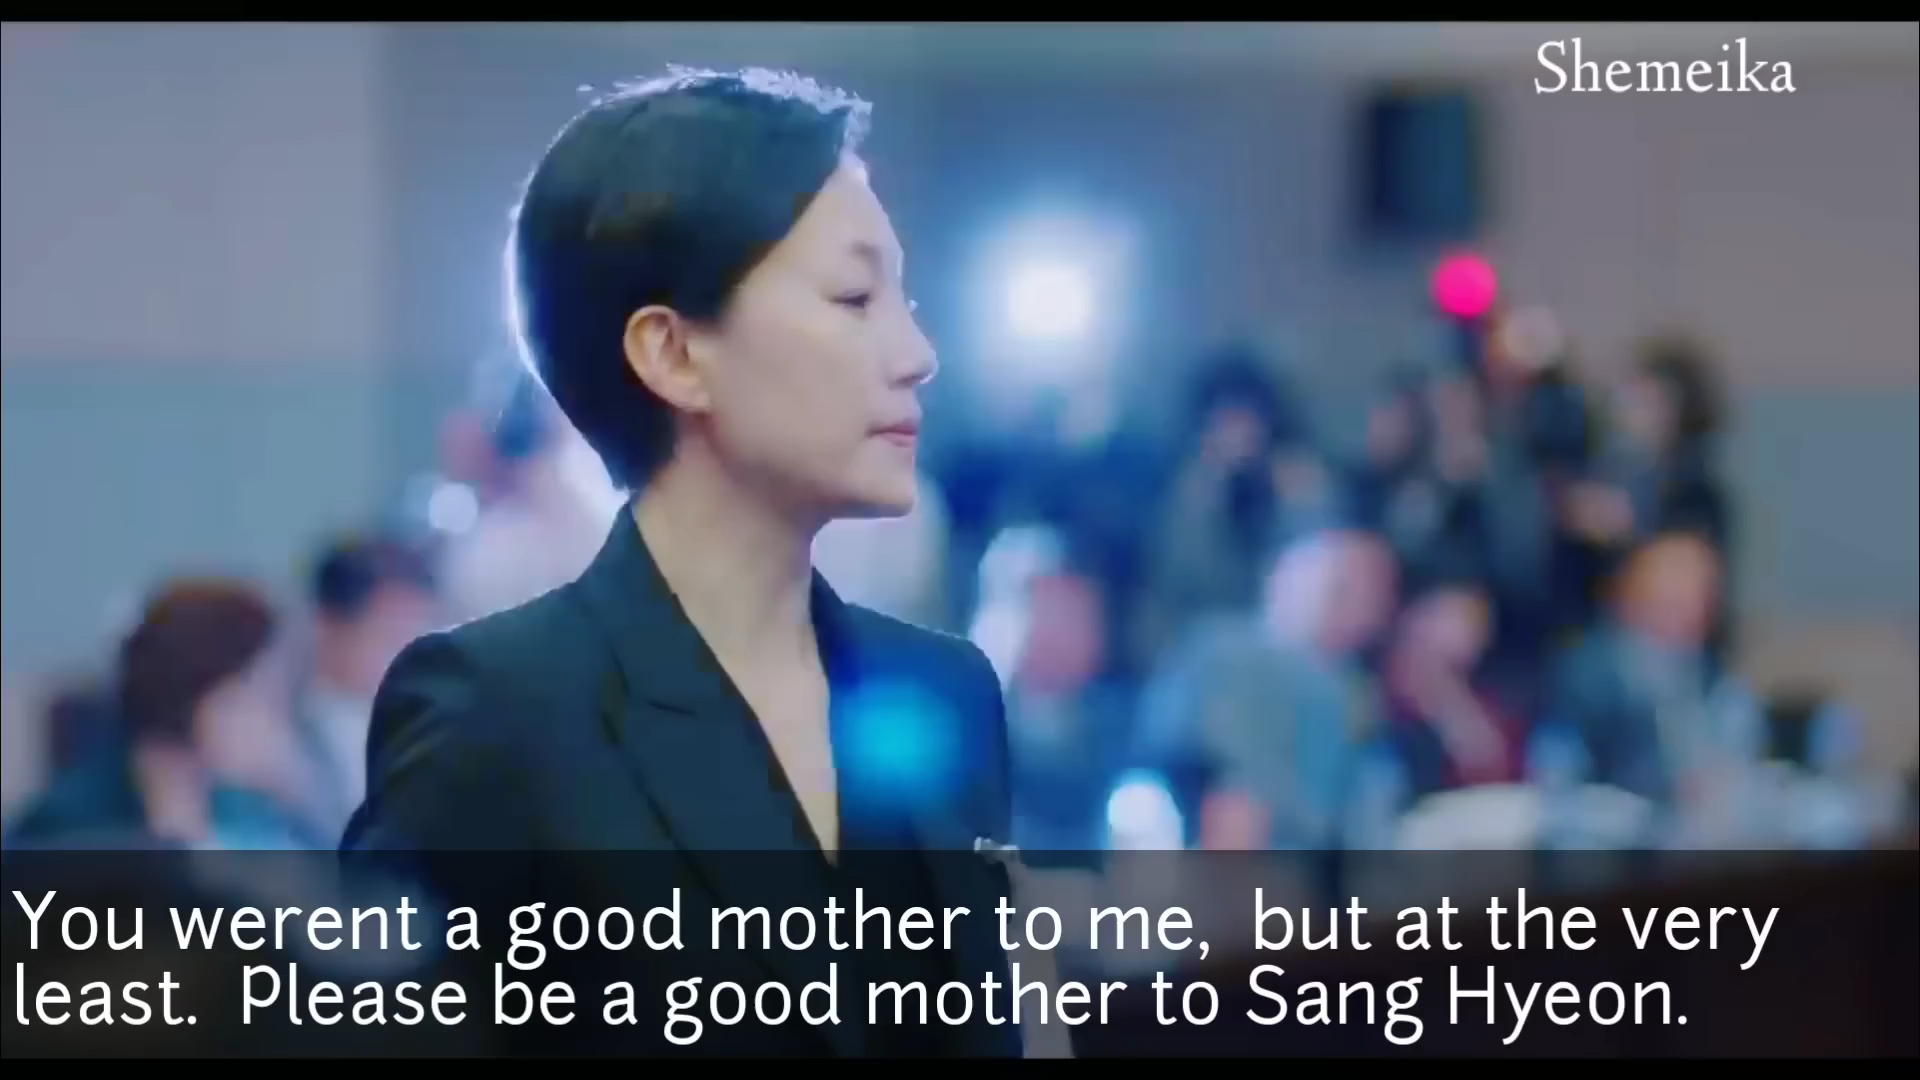 Shemeika
You werent a good mother to me, but at the very
least. Please be a good mother to Sang Hyeon.